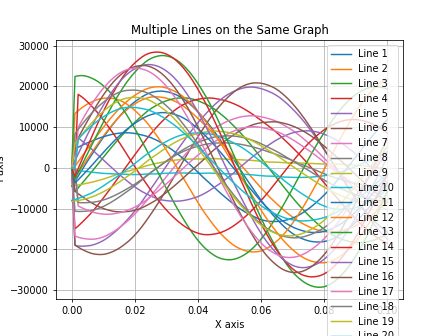 Multiple Lines on the Same Graph
30000
20000
10000
0
−10000
−20000
−30000
0.00
0.02
0.04
0.06
X axis
Line 1
Line 2
Line 3
Line 4
Line 5
Line 6
Line 7
Line 8
Line 9
Line 10
Line 11
Line 12
Line 13
Line 14
Line 15
Line 16
Line 17
Line 18
Line 19
Line 20